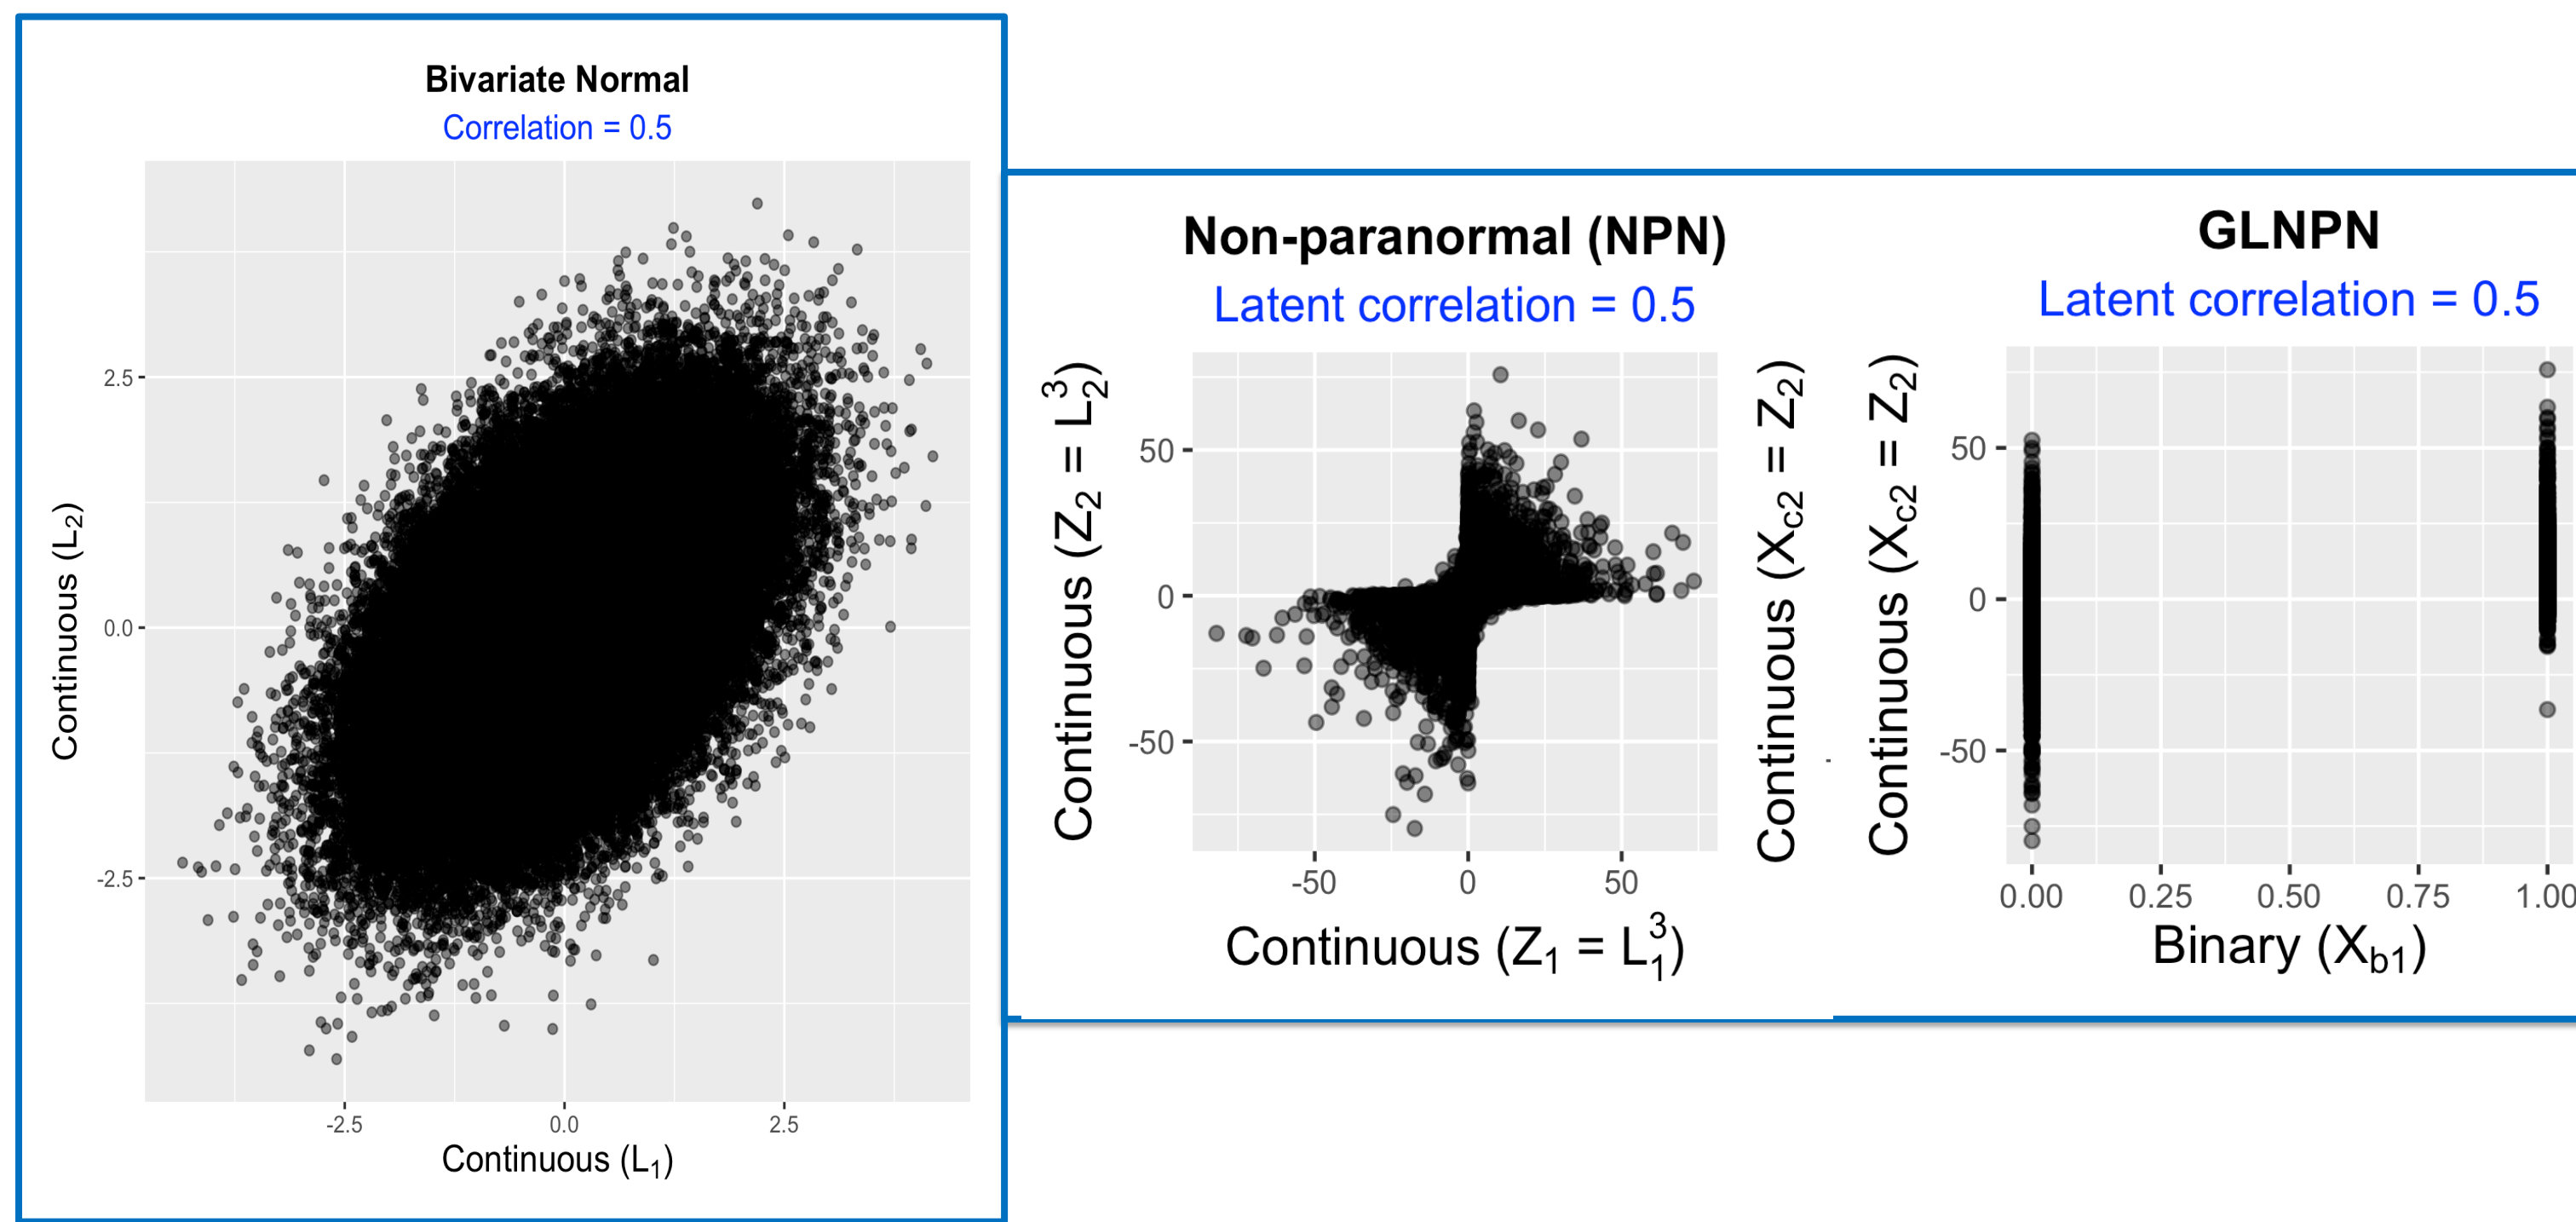 Bivariate Normal
Correlation = 0.5
Continuous (L₂)
2.5
0.0
-2.5
-2.5 0.0 2.5
Continuous (L₁)
Non-paranormal (NPN)
Latent correlation = 0.5
Continuous (Z₂ = L₂³)
50
0
-50
-50 0 50
Continuous (Z₁ = L₁³)
Continuous (X_c2 = Z₂)
GLNPN
Latent correlation = 0.5
Continuous (X_c2 = Z₂)
50
0
-50
0.00 0.25 0.50 0.75 1.00
Binary (X_b1)